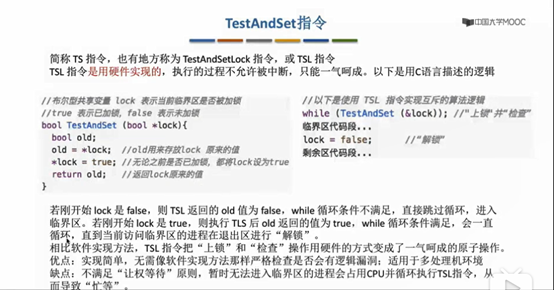 TestAndSet指令
中国大学MOOC
简称 TS 指令，也有地方称为 TestAndSetLock 指令，或 TSL 指令
TSL 指令是用硬件实现的，执行的过程不允许被中断，只能一气呵成。以下是用C语言描述的逻辑
//布尔型共享变量 lock 表示当前临界区是否被加锁
//true 表示已加锁，false 表示未加锁
bool TestAndSet (bool *lock){
bool old;
old = *lock; //old用来存放lock 原来的值
*lock = true; //无论之前是否已加锁，都将lock设为true
return old; //返回lock原来的值
}
//以下是使用 TSL 指令实现互斥的算法逻辑
while (TestAndSet (&lock)); //"上锁"并"检查"
临界区代码段...
lock = false; //"解锁"
剩余区代码段...
若刚开始 lock 是 false，则 TSL 返回的 old 值为 false，while 循环条件不满足，直接跳过循环，进入
临界区。若刚开始 lock 是 true，则执行 TLS 后 old 返回的值为 true，while 循环条件满足，会一直
循环，直到当前访问临界区的进程在退出区进行“解锁”。
相比软件实现方法，TSL 指令把“上锁”和“检查”操作用硬件的方式变成了一气呵成的原子操作。
优点：实现简单，无需像软件实现方法那样严格检查是否会有逻辑漏洞；适用于多处理机环境
缺点：不满足“让权等待”原则，暂时无法进入临界区的进程会占用CPU并循环执行TSL指令，从
而导致“忙等”。